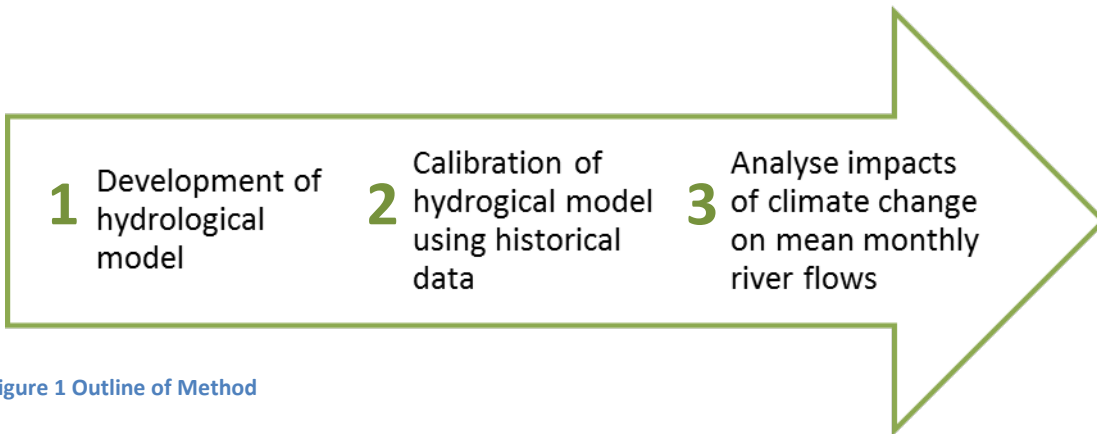 1
Development of
hydrological
model
2
Calibration of
hydrogical model
using historical
data
3
Analyse impacts
of climate change
on mean monthly
river flows
igure 1 Outline of Method